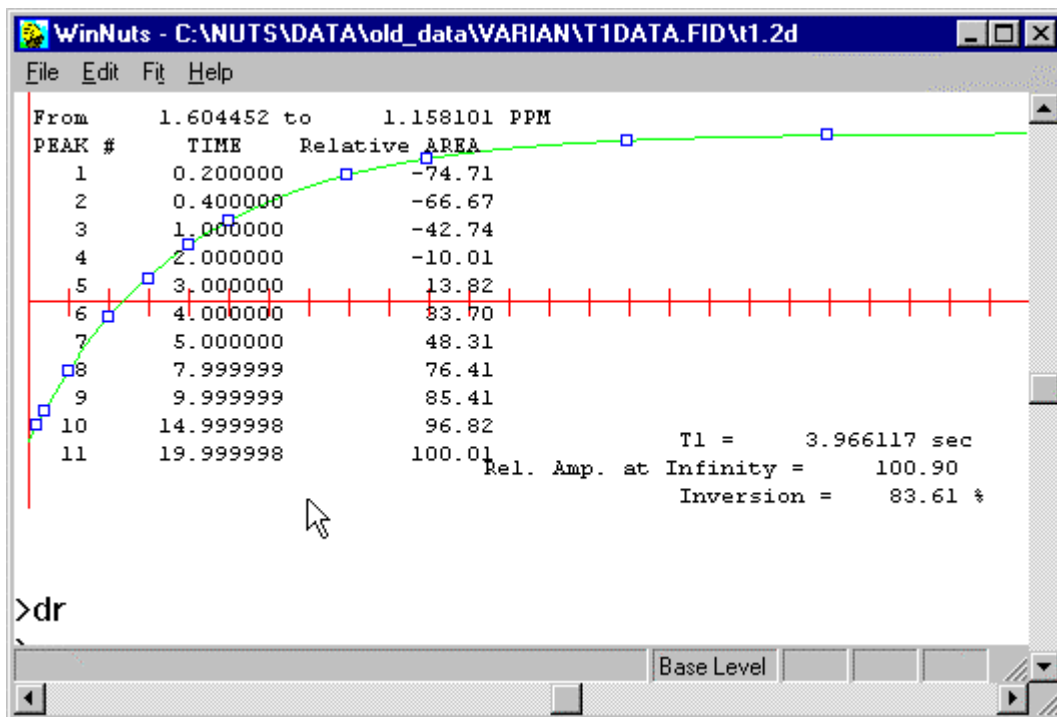 WinNuts - C:\NUTS\DATA\old_data\VARIAN\T1DATA.FID\t1.2d
File Edit Fit Help
From 1.604452 to 1.158101 PPM
PEAK # TIME Relative AREA
1 0.200000 -74.71
2 0.400000 -66.67
3 1.000000 -42.74
4 2.000000 -10.01
5 3.000000 13.82
6 4.000000 33.70
7 5.000000 48.31
8 7.999999 76.41
9 9.999999 85.41
10 14.999998 96.82
11 19.999998 100.01
T1 = 3.966117 sec
Rel. Amp. at Infinity = 100.90
Inversion = 83.61 %
>dr
Base Level